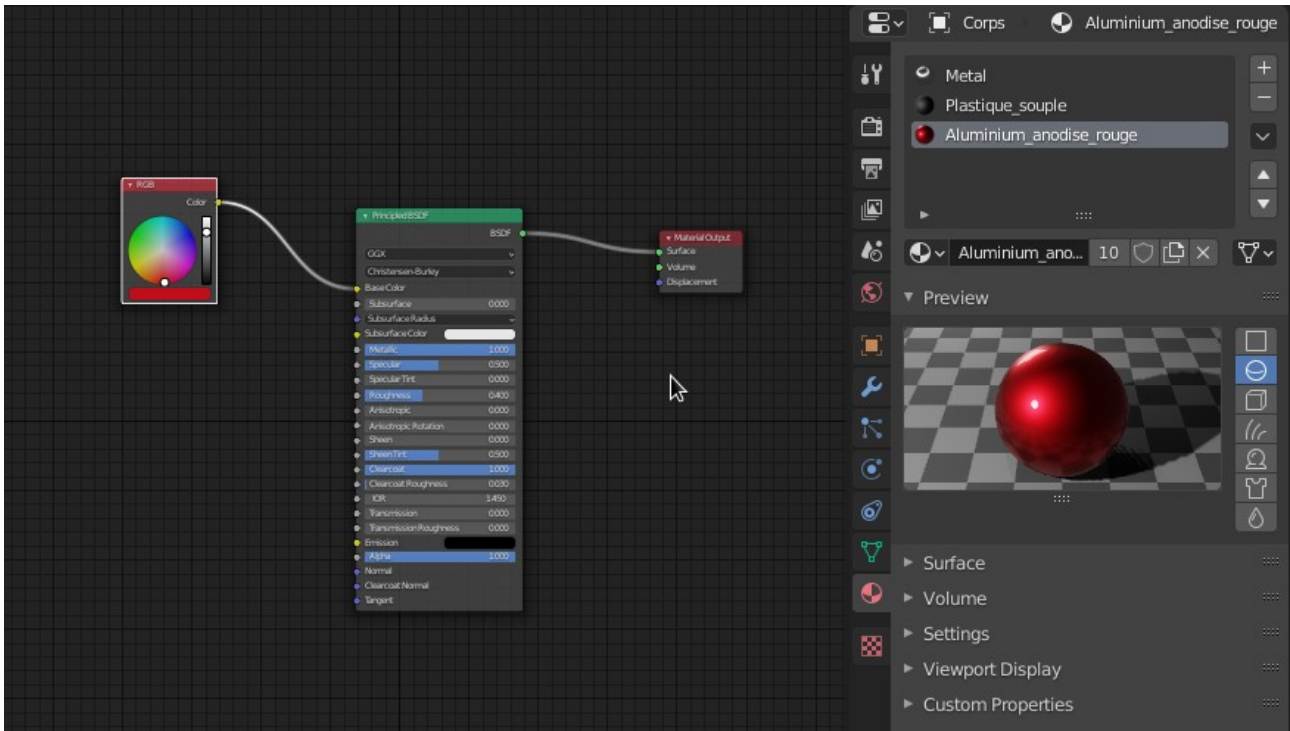 RGB
Color
Principled BSDF
BSDF
GGX
Christensen-Burley
Base Color
Subsurface 0.000
Subsurface Radius
Subsurface Color
Metallic 1.000
Specular 0.500
Specular Tint 0.000
Roughness 0.400
Anisotropic 0.000
Anisotropic Rotation 0.000
Sheen 0.000
Sheen Tint 0.500
Clearcoat 1.000
Clearcoat Roughness 0.030
IOR 1.450
Transmission 0.000
Transmission Roughness 0.000
Emission
Alpha 1.000
Normal
Clearcoat Normal
Tangent
Material Output
Surface
Volume
Displacement
Corps Aluminium_anodise_rouge
Metal
Plastique_souple
Aluminium_anodise_rouge
Aluminium_ano... 10
Preview
Surface
Volume
Settings
Viewport Display
Custom Properties